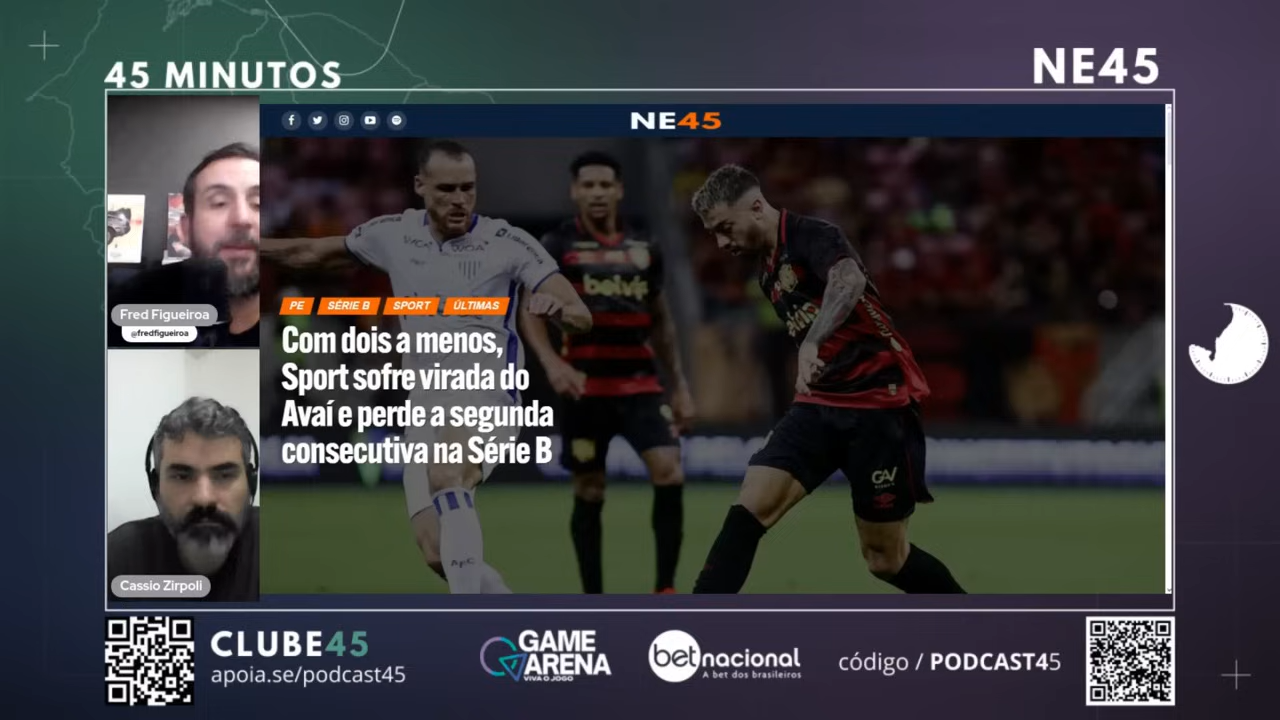 45 MINUTOS
NE45
NE45
Fred Figueiroa
@fredfigueiroa
PE
SÉRIE B
SPORT
ÚLTIMAS
Com dois a menos,
Sport sofre virada do
Avaí e perde a segunda
consecutiva na Série B
Cassio Zirpoli
CLUBE45
apoia.se/podcast45
GAME
ARENA
VIVA O JOGO
betnacional
A bet dos brasileiros
código / PODCAST45